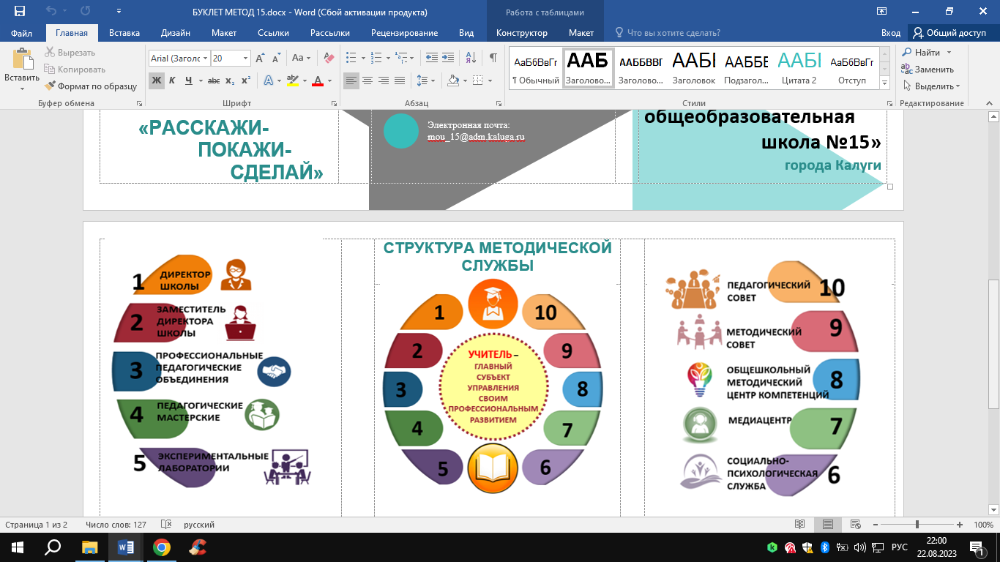 БУКЛЕТ МЕТОД 15.docx - Word (Сбой активации продукта)
Работа с таблицами
Файл
Главная
Вставка
Дизайн
Макет
Ссылки
Рассылки
Рецензирование
Вид
Конструктор
Макет
Что вы хотите сделать?
Вход
Общий доступ
Вставить
Вырезать
Копировать
Формат по образцу
Буфер обмена
Arial (Заголс
20
Aa
Ж К Ч abc x₂ x²
Шрифт
Абзац
АаБбВвГг
¶ Обычный
ААБ
Заголово...
ААББВВГ
Заголово...
ААБІ
Заголовок
ААББЕ
Подзагол...
ААБІ
Цитата 2
АаБбВвГг
Отступ
Стили
Найти
Заменить
Выделить
Редактирование
«РАССКАЖИ-
ПОКАЖИ-
СДЕЛАЙ»
Электронная почта:
mou_15@adm.kaluga.ru
общеобразовательная
школа №15»
города Калуги
1 ДИРЕКТОР
ШКОЛЫ
2 ЗАМЕСТИТЕЛЬ
ДИРЕКТОРА
ШКОЛЫ
3 ПРОФЕССИОНАЛЬНЫЕ
ПЕДАГОГИЧЕСКИЕ
ОБЪЕДИНЕНИЯ
4 ПЕДАГОГИЧЕСКИЕ
МАСТЕРСКИЕ
5 ЭКСПЕРИМЕНТАЛЬНЫЕ
ЛАБОРАТОРИИ
СТРУКТУРА МЕТОДИЧЕСКОЙ
СЛУЖБЫ
1
2
3
4
5
10
9
8
7
6
УЧИТЕЛЬ –
ГЛАВНЫЙ
СУБЪЕКТ
УПРАВЛЕНИЯ
СВОИМ
ПРОФЕССИОНАЛЬНЫМ
РАЗВИТИЕМ
ПЕДАГОГИЧЕСКИЙ
СОВЕТ
10
МЕТОДИЧЕСКИЙ
СОВЕТ
9
ОБЩЕШКОЛЬНЫЙ
МЕТОДИЧЕСКИЙ
ЦЕНТР КОМПЕТЕНЦИЙ
8
МЕДИАЦЕНТР
7
СОЦИАЛЬНО-
ПСИХОЛОГИЧЕСКАЯ
СЛУЖБА
6
Страница 1 из 2
Число слов: 127
русский
100%
РУС
22:00
22.08.2023
1